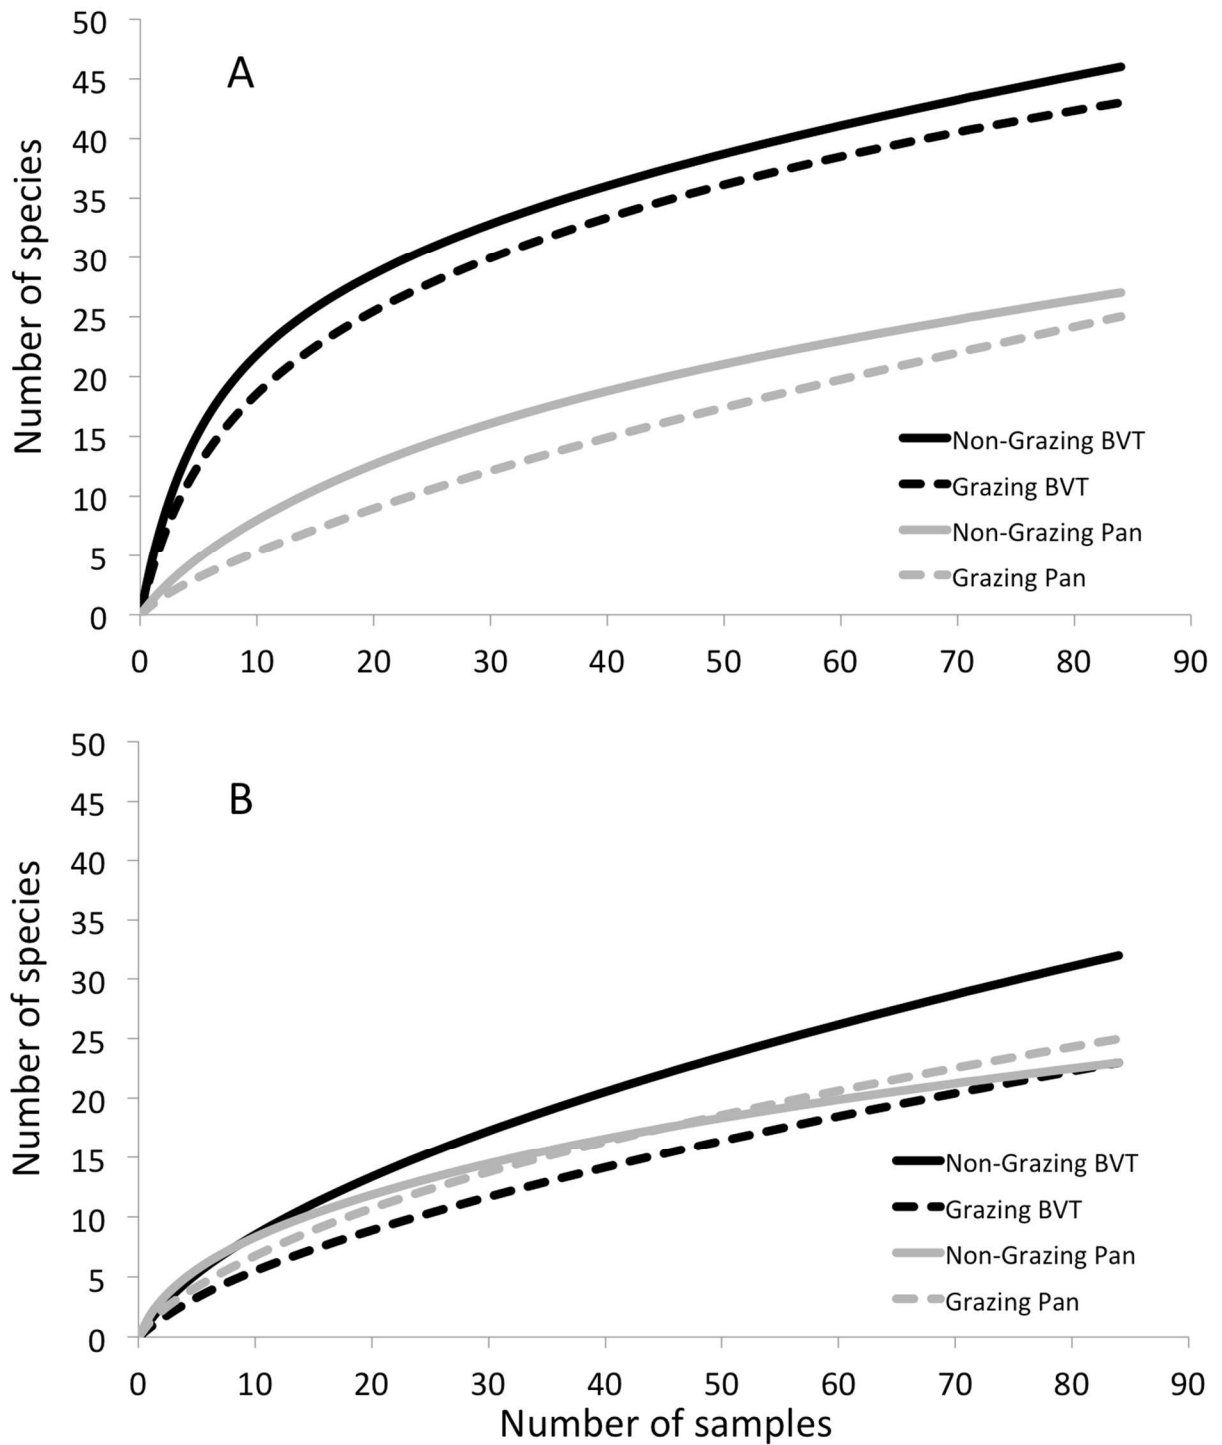 50
45
40
35
30
25
20
15
10
5
0
Number of species
A
Non-Grazing BVT
Grazing BVT
Non-Grazing Pan
Grazing Pan
0 10 20 30 40 50 60 70 80 90
50
45
40
35
30
25
20
15
10
5
0
Number of species
B
Non-Grazing BVT
Grazing BVT
Non-Grazing Pan
Grazing Pan
0 10 20 30 40 50 60 70 80 90
Number of samples